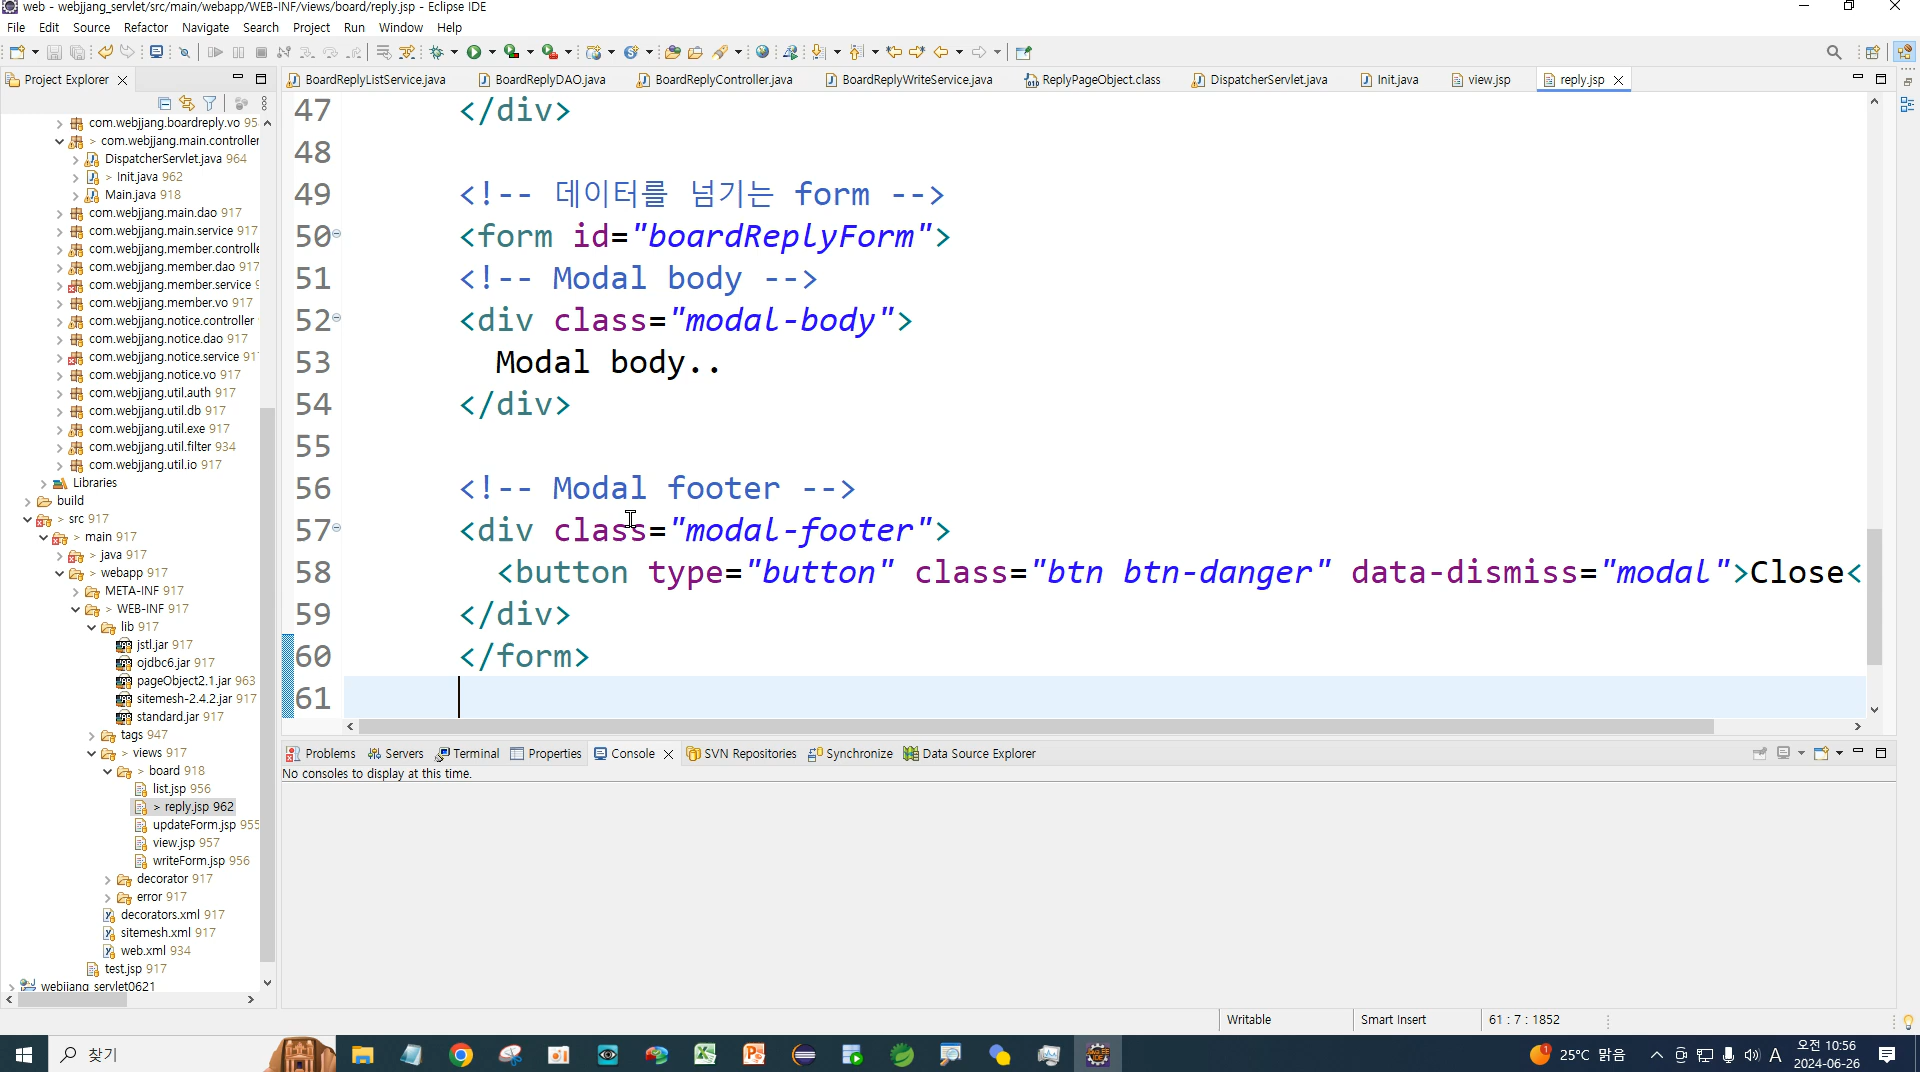 web - webjjang_servlet/src/main/webapp/WEB-INF/views/board/reply.jsp - Eclipse IDE
File Edit Source Refactor Navigate Search Project Run Window Help
Project Explorer
BoardReplyListService.java BoardReplyDAO.java BoardReplyController.java BoardReplyWriteService.java ReplyPageObject.class DispatcherServlet.java Init.java view.jsp reply.jsp
com.webjjang.boardreply.vo 95
> com.webjjang.main.controller
DispatcherServlet.java 964
> Init.java 962
Main.java 918
com.webjjang.main.dao 917
com.webjjang.main.service 917
com.webjjang.member.controlle
com.webjjang.member.dao 917
com.webjjang.member.service 9
com.webjjang.member.vo 917
com.webjjang.notice.controller
com.webjjang.notice.dao 917
com.webjjang.notice.service 917
com.webjjang.notice.vo 917
com.webjjang.util.auth 917
com.webjjang.util.db 917
com.webjjang.util.exe 917
com.webjjang.util.filter 934
com.webjjang.util.io 917
Libraries
build
> src 917
> main 917
> java 917
> webapp 917
META-INF 917
> WEB-INF 917
lib 917
jstl.jar 917
ojdbc6.jar 917
pageObject2.1.jar 963
sitemesh-2.4.2.jar 917
standard.jar 917
tags 947
> views 917
> board 918
list.jsp 956
> reply.jsp 962
updateForm.jsp 955
view.jsp 957
writeForm.jsp 956
decorator 917
error 917
decorators.xml 917
sitemesh.xml 917
web.xml 934
test.jsp 917
webjjang_servlet0621
47 </div>
48
49 <!-- 데이터를 넘기는 form -->
50 <form id="boardReplyForm">
51 <!-- Modal body -->
52 <div class="modal-body">
53 Modal body..
54 </div>
55
56 <!-- Modal footer -->
57 <div class="modal-footer">
58 <button type="button" class="btn btn-danger" data-dismiss="modal">Close<
59 </div>
60 </form>
61
Problems Servers Terminal Properties Console SVN Repositories Synchronize Data Source Explorer
No consoles to display at this time.
Writable Smart Insert 61 : 7 : 1852
찾기
25°C 맑음
A
오전 10:56
2024-06-26